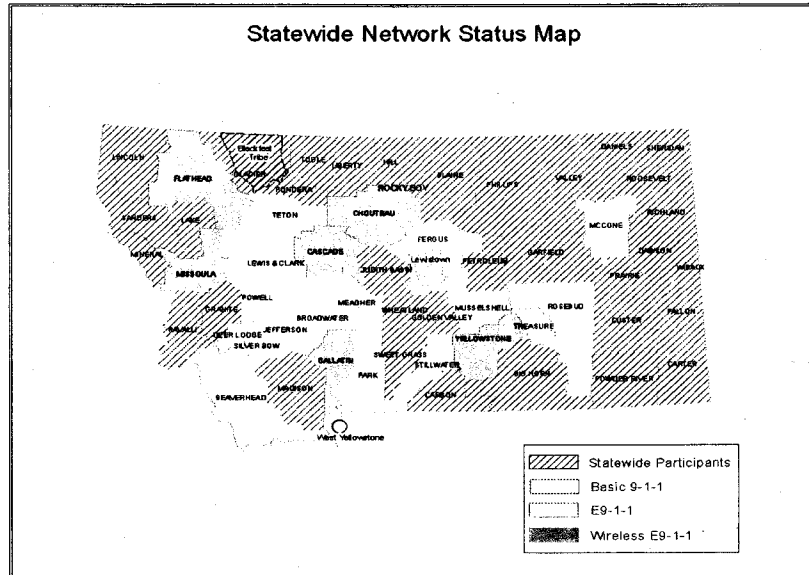 Statewide Network Status Map
LINCOLN
FLATHEAD
Blackfeet
Tribe
GLACIER
TOOLE
LIBERTY
HILL
BLAINE
PHILLIPS
VALLEY
DANIELS
SHERIDAN
ROOSEVELT
PONDERA
ROCKY BOY
SANDERS
LAKE
TETON
CHOUTEAU
MCCONE
RICHLAND
MINERAL
MISSOULA
LEWIS & CLARK
CASCADE
FERGUS
Lewistown
JUDITH BASIN
PETROLEUM
GARFIELD
DAWSON
PRAIRIE
WIBAUX
POWELL
GRANITE
RAVALLI
DEER LODGE
SILVER BOW
JEFFERSON
BROADWATER
MEAGHER
WHEATLAND
GOLDEN VALLEY
MUSSELSHELL
ROSEBUD
TREASURE
YELLOWSTONE
CUSTER
FALLON
GALLATIN
PARK
SWEET GRASS
STILLWATER
BIG HORN
CARBON
POWDER RIVER
CARTER
BEAVERHEAD
MADISON
West Yellowstone
Statewide Participants
Basic 9-1-1
E9-1-1
Wireless E9-1-1